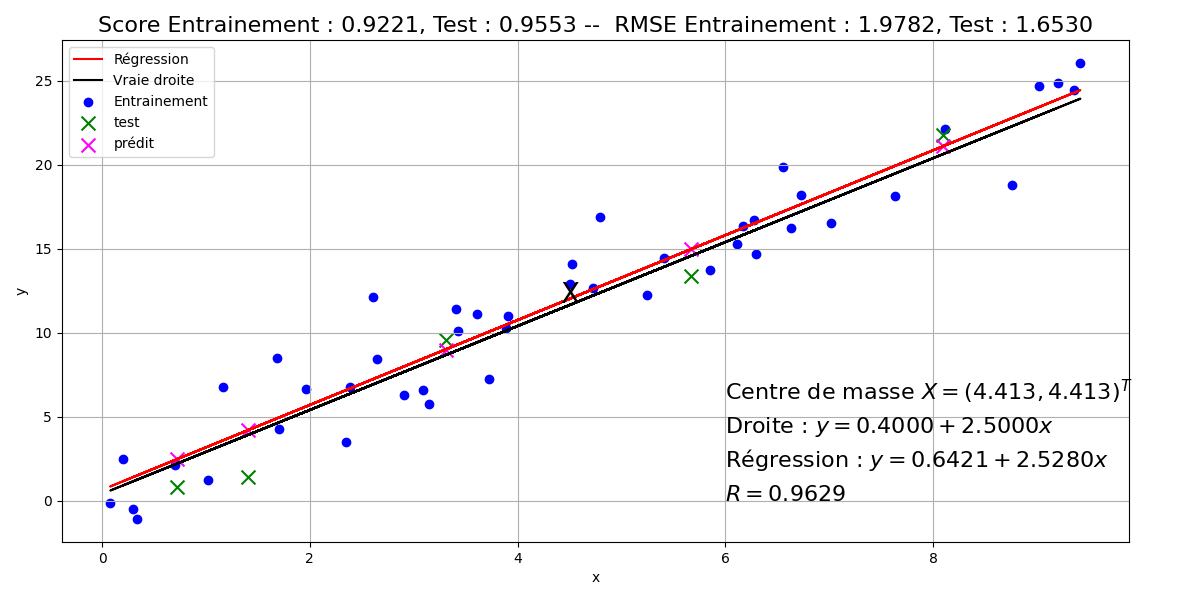 Score Entrainement : 0.9221, Test : 0.9553 -- RMSE Entrainement : 1.9782, Test : 1.6530
Régression
Vraie droite
Entrainement
test
prédit
25
20
15
10
5
0
y
X
Centre de masse X = (4.413, 4.413)^T
Droite : y = 0.4000 + 2.5000x
Régression : y = 0.6421 + 2.5280x
R = 0.9629
0 2 4 6 8
x